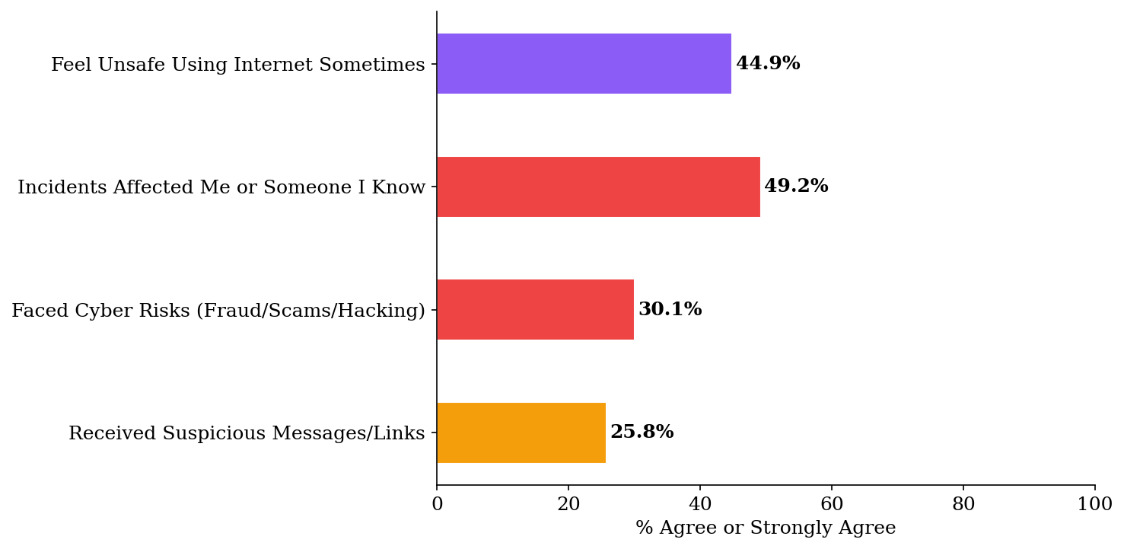 Feel Unsafe Using Internet Sometimes
44.9%
Incidents Affected Me or Someone I Know
49.2%
Faced Cyber Risks (Fraud/Scams/Hacking)
30.1%
Received Suspicious Messages/Links
25.8%
0 20 40 60 80 100
% Agree or Strongly Agree